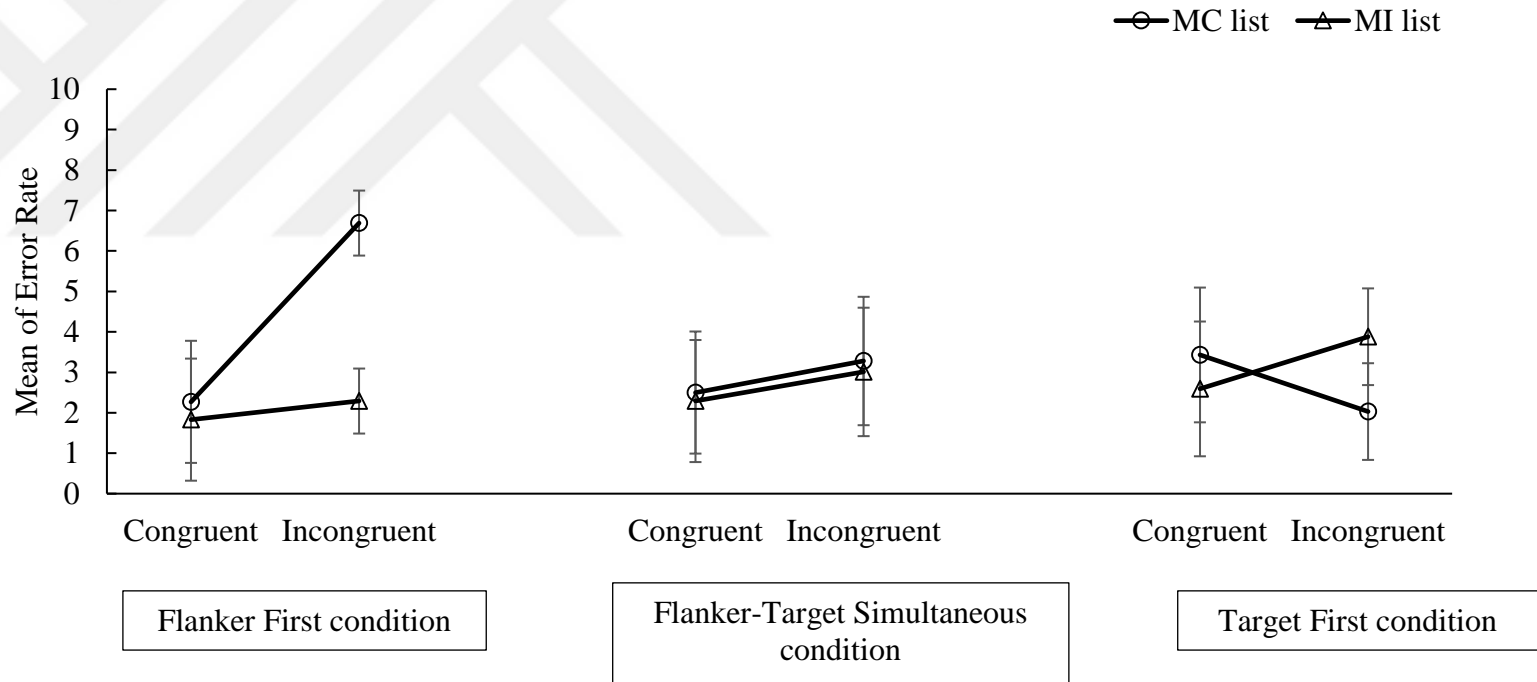 MC list MI list
10
9
8
7
6
5
4
3
2
1
0
Mean of Error Rate
Congruent Incongruent Congruent Incongruent Congruent Incongruent
Flanker First condition
Flanker-Target Simultaneous
condition
Target First condition